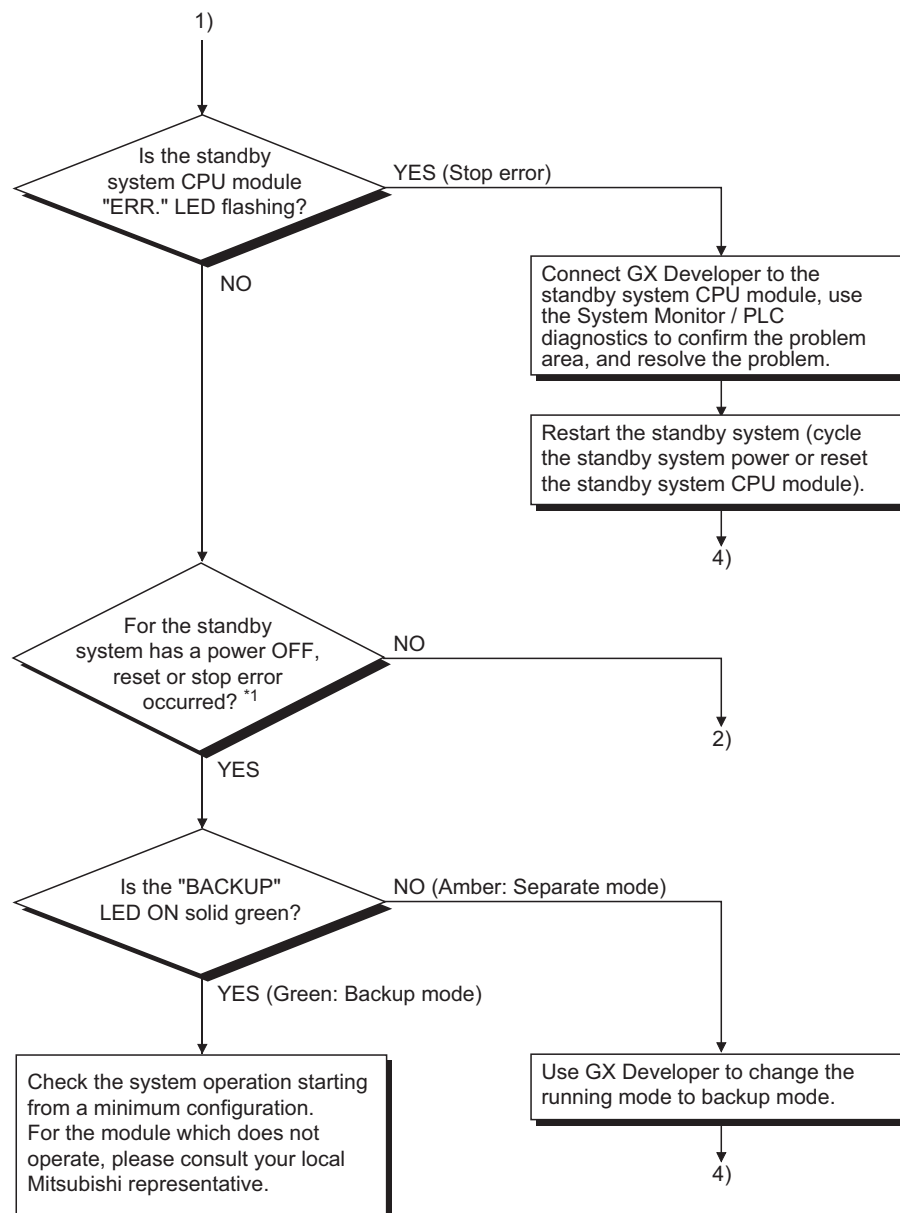 1)
Is the standby
system CPU module
"ERR." LED flashing?
YES (Stop error)
NO
Connect GX Developer to the
standby system CPU module, use
the System Monitor / PLC
diagnostics to confirm the problem
area, and resolve the problem.
Restart the standby system (cycle
the standby system power or reset
the standby system CPU module).
4)
For the standby
system has a power OFF,
reset or stop error
occurred? *1
NO
2)
YES
Is the "BACKUP"
LED ON solid green?
NO (Amber: Separate mode)
YES (Green: Backup mode)
Check the system operation starting
from a minimum configuration.
For the module which does not
operate, please consult your local
Mitsubishi representative.
Use GX Developer to change the
running mode to backup mode.
4)